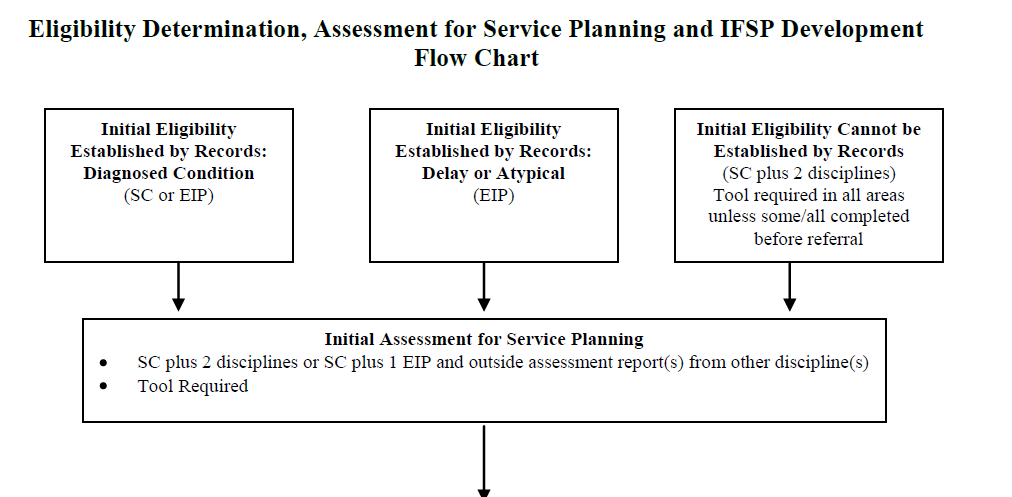 Eligibility Determination, Assessment for Service Planning and IFSP Development
Flow Chart
Initial Eligibility
Established by Records:
Diagnosed Condition
(SC or EIP)
Initial Eligibility
Established by Records:
Delay or Atypical
(EIP)
Initial Eligibility Cannot be
Established by Records
(SC plus 2 disciplines)
Tool required in all areas
unless some/all completed
before referral
Initial Assessment for Service Planning
• SC plus 2 disciplines or SC plus 1 EIP and outside assessment report(s) from other discipline(s)
• Tool Required